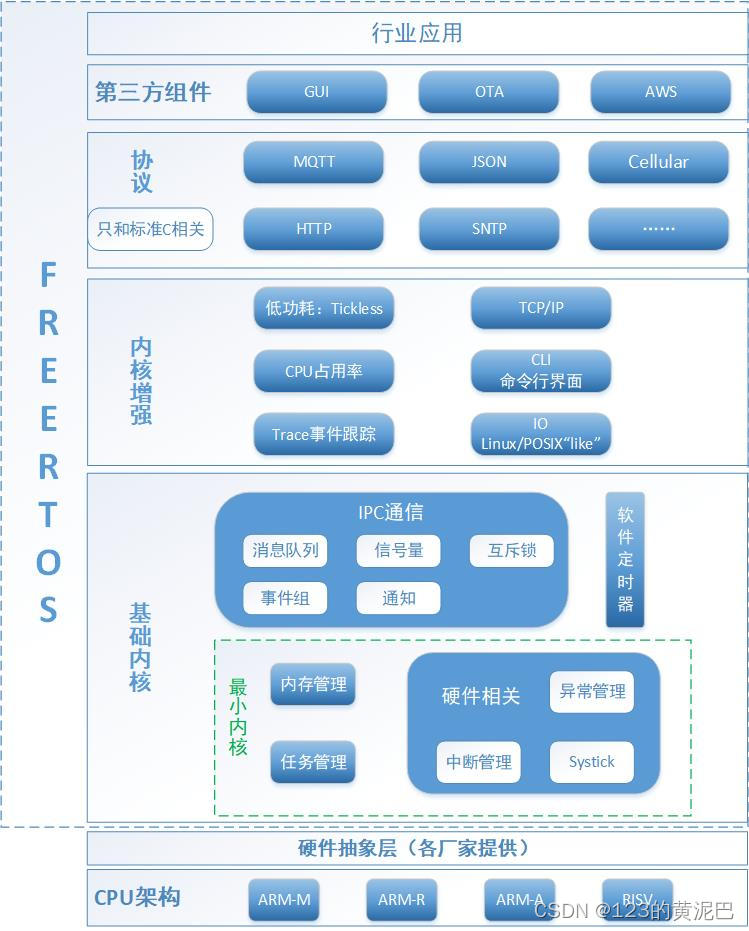 行业应用
第三方组件
GUI
OTA
AWS
协议
MQTT
JSON
Cellular
只和标准C相关
HTTP
SNTP
……
FREERTOS
内核增强
低功耗：Tickless
TCP/IP
CPU占用率
CLI
命令行界面
Trace事件跟踪
IO
Linux/POSIX“like”
基础内核
IPC通信
消息队列
信号量
互斥锁
事件组
通知
软件定时器
最小内核
内存管理
任务管理
硬件相关
异常管理
中断管理
Systick
硬件抽象层（各厂家提供）
CPU架构
ARM-M
ARM-R
ARM-A
RISV
CSDN @123的黄泥巴